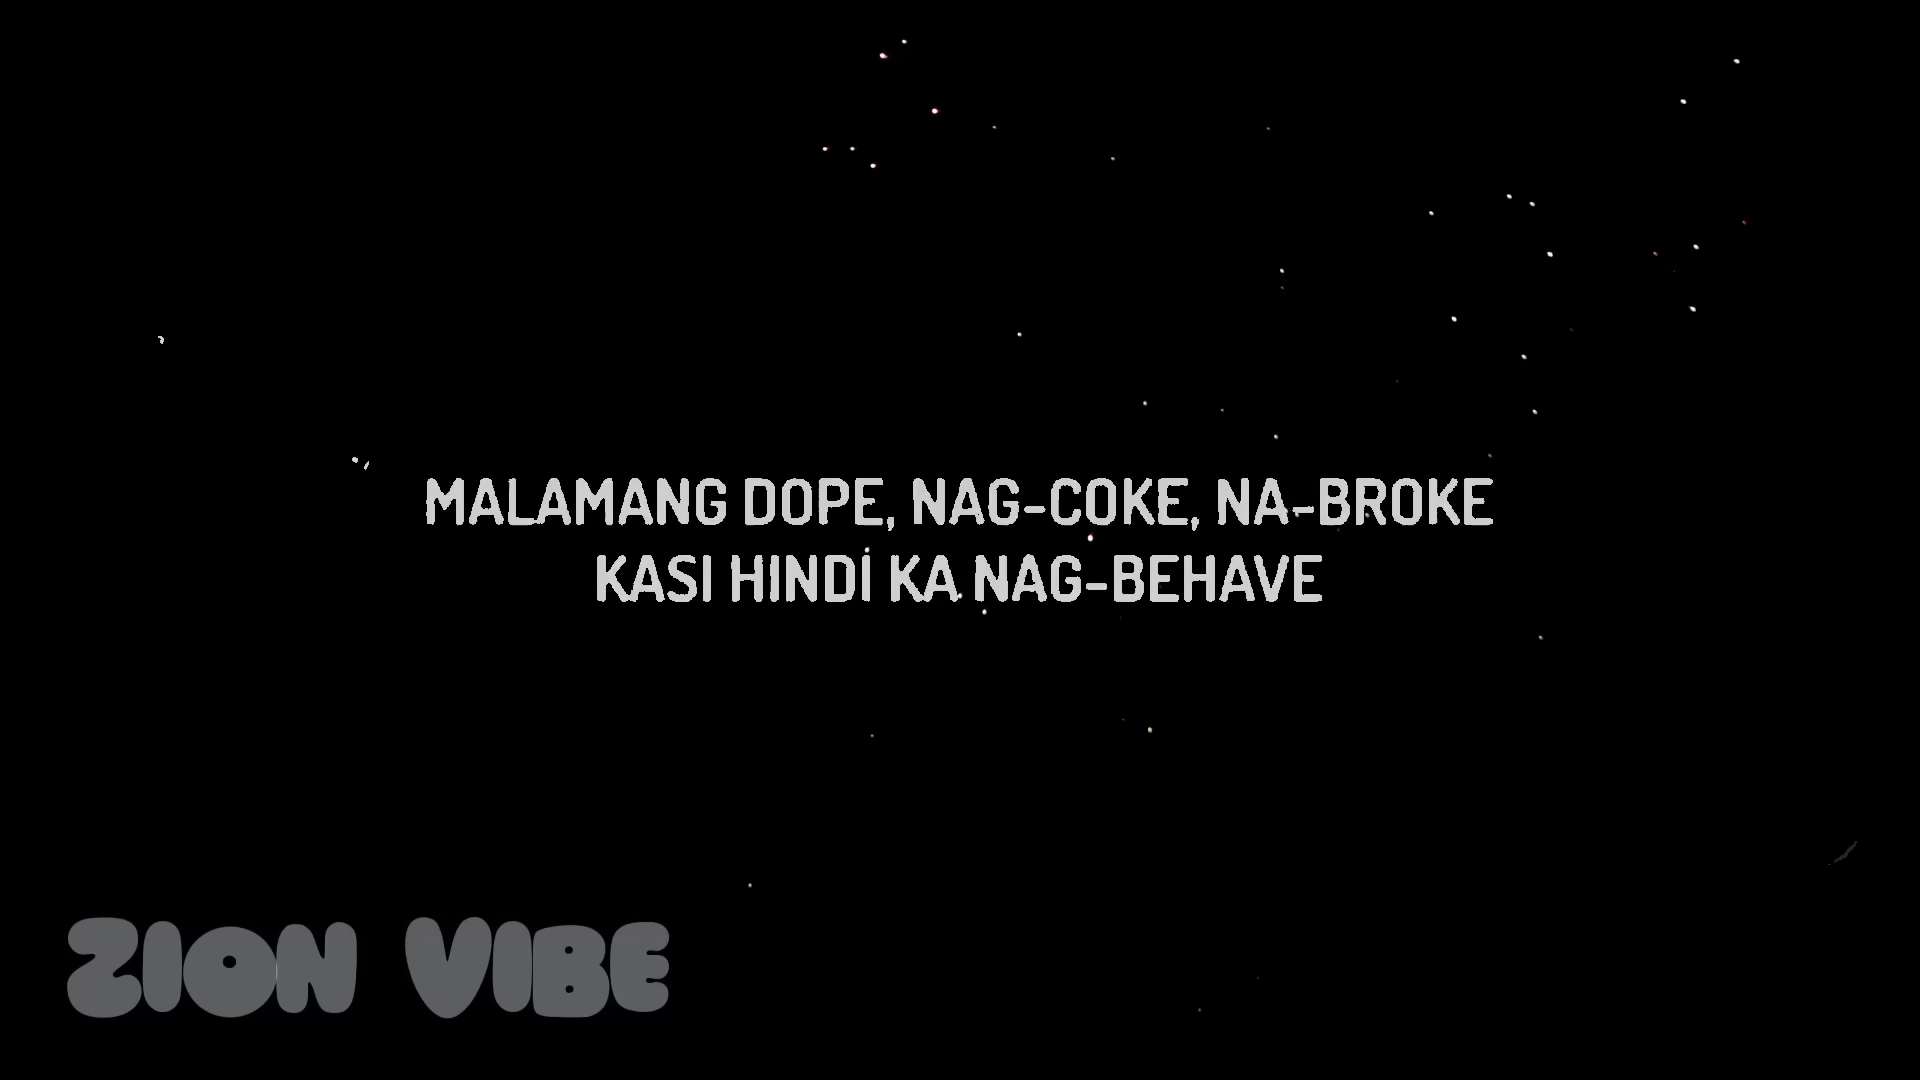 MALAMANG DOPE, NAG-COKE, NA-BROKE
KASI HINDI KA NAG-BEHAVE
ZION VIBE